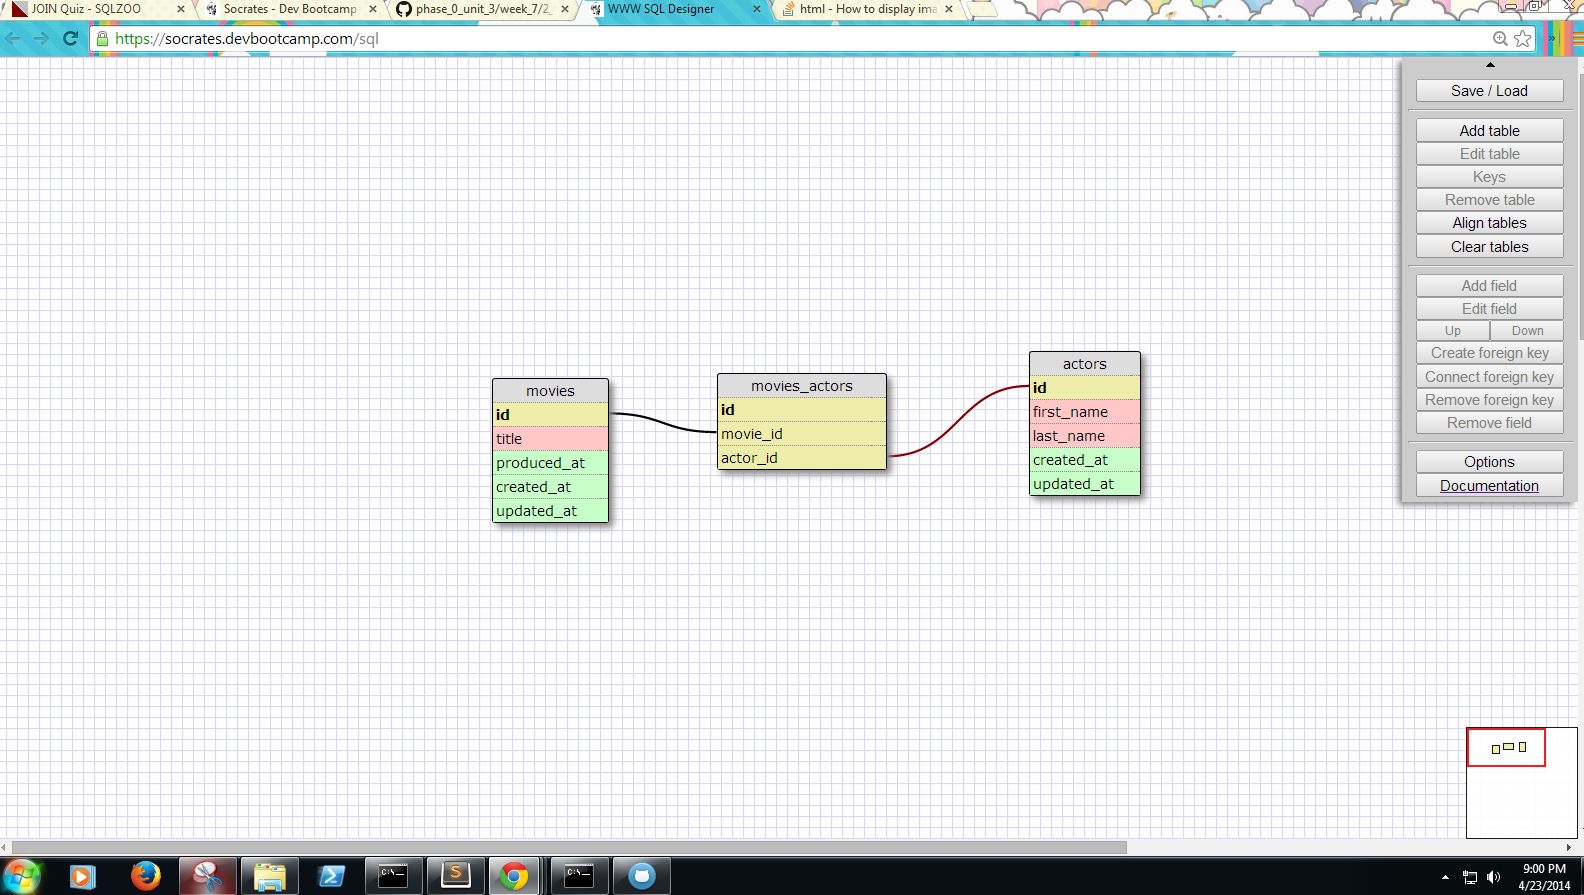 JOIN Quiz - SQLZOO
Socrates - Dev Bootcamp
phase_0_unit_3/week_7/2_
WWW SQL Designer
html - How to display ima
https://socrates.devbootcamp.com/sql
Save / Load
Add table
Edit table
Keys
Remove table
Align tables
Clear tables
Add field
Edit field
Up Down
Create foreign key
Connect foreign key
Remove foreign key
Remove field
Options
Documentation
movies
id
title
produced_at
created_at
updated_at
movies_actors
id
movie_id
actor_id
actors
id
first_name
last_name
created_at
updated_at
9:00 PM
4/23/2014